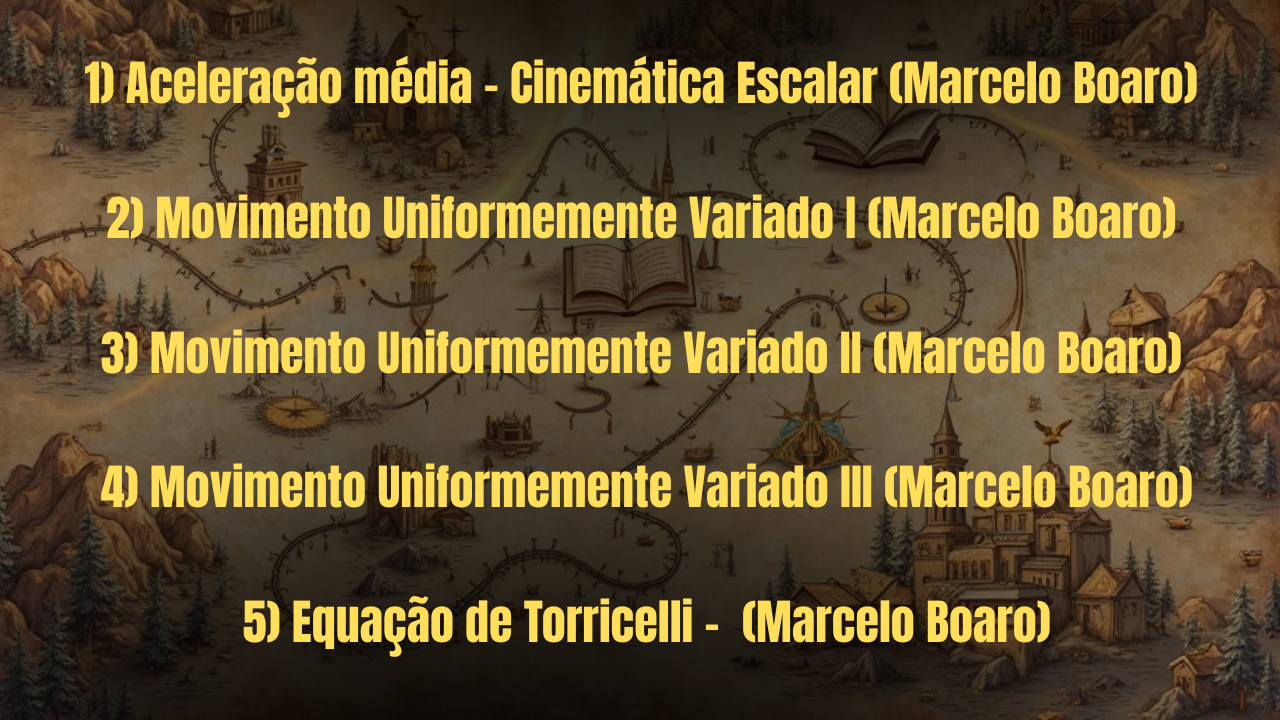 1) Aceleração média - Cinemática Escalar (Marcelo Boaro)
2) Movimento Uniformemente Variado I (Marcelo Boaro)
3) Movimento Uniformemente Variado II (Marcelo Boaro)
4) Movimento Uniformemente Variado III (Marcelo Boaro)
5) Equação de Torricelli -  (Marcelo Boaro)